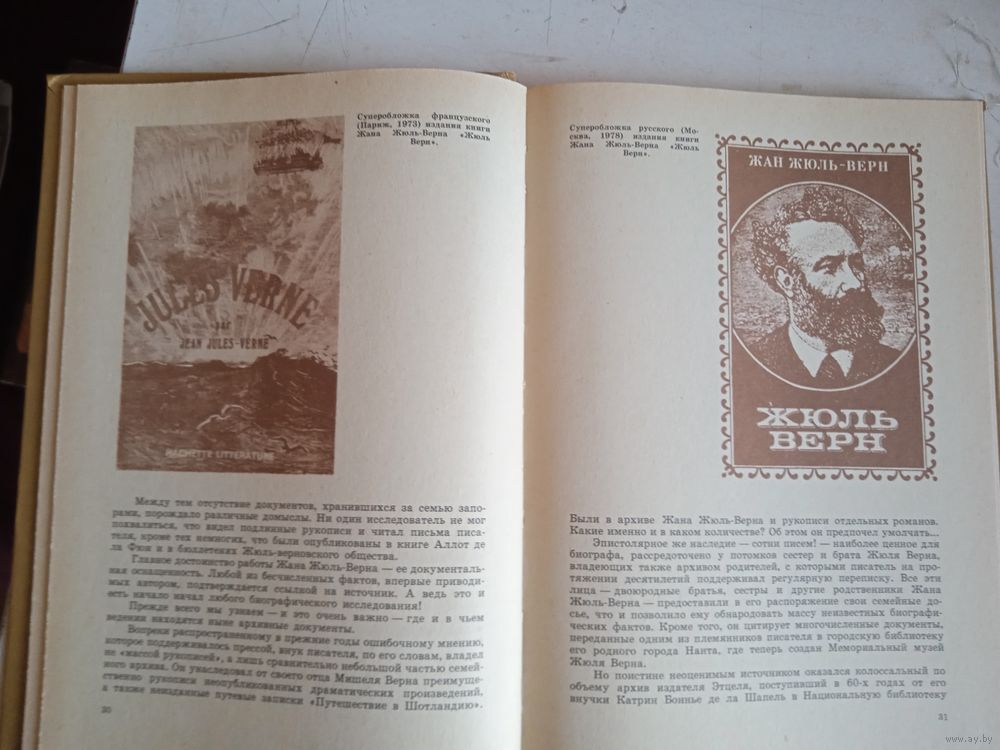 Суперобложка французского
(Париж, 1973) издания книги
Жана Жюль-Верна «Жюль
Верн».
JULES VERNE
par
JEAN JULES-VERNE
HACHETTE LITTÉRATURE
Между тем отсутствие документов, хранившихся за семью запо-
рами, порождало различные домыслы. Ни один исследователь не мог
похвалиться, что видел подлинные рукописи и читал письма писа-
теля, кроме тех немногих, что были опубликованы в книге Аллот де
ла Фюи и в бюллетенях Жюль-верновского общества.
Главное достоинство работы Жана Жюль-Верна — ее документаль-
ная оснащенность. Любой из бесчисленных фактов, впервые приводи-
мых автором, подтверждается ссылкой на источник. А ведь это и
есть начало начал любого биографического исследования!
Прежде всего мы узнаем — и это очень важно — где и в чьем
ведении находятся ныне архивные документы.
Вопреки распространенному в прежние годы ошибочному мнению,
которое поддерживалось прессой, внук писателя, по его словам, владел
не «массой рукописей», а лишь сравнительно небольшой частью семей-
ного архива. Он унаследовал от своего отца Мишеля Верна преимуще-
ственно рукописи неопубликованных драматических произведений,
а также неизданные путевые записки «Путешествие в Шотландию».
30
Суперобложка русского (Мо-
сква, 1978) издания книги
Жана Жюль-Верна «Жюль
Верн».
ЖАН ЖЮЛЬ-ВЕРН
ЖЮЛЬ
ВЕРН
Были в архиве Жана Жюль-Верна и рукописи отдельных романов.
Какие именно и в каком количестве? Об этом он предпочел умолчать...
Эпистолярное же наследие — сотни писем! — наиболее ценное для
биографа, рассредоточено у потомков сестер и брата Жюля Верна,
владеющих также архивом родителей, с которыми писатель на про-
тяжении десятилетий поддерживал регулярную переписку. Все эти
лица — двоюродные братья, сестры и другие родственники Жана
Жюль-Верна — предоставили в его распоряжение свои семейные до-
сье, что и позволило ему обнародовать массу неизвестных биографи-
ческих фактов. Кроме того, он цитирует многочисленные документы,
переданные одним из племянников писателя в городскую библиотеку
его родного города Нанта, где теперь создан Мемориальный музей
Жюля Верна.
Но поистине неоценимым источником оказался колоссальный по
объему архив издателя Этцеля, поступивший в 60-х годах от его
внучки Катрин Боннье де ла Шапель в Национальную библиотеку
31
www.ay.by